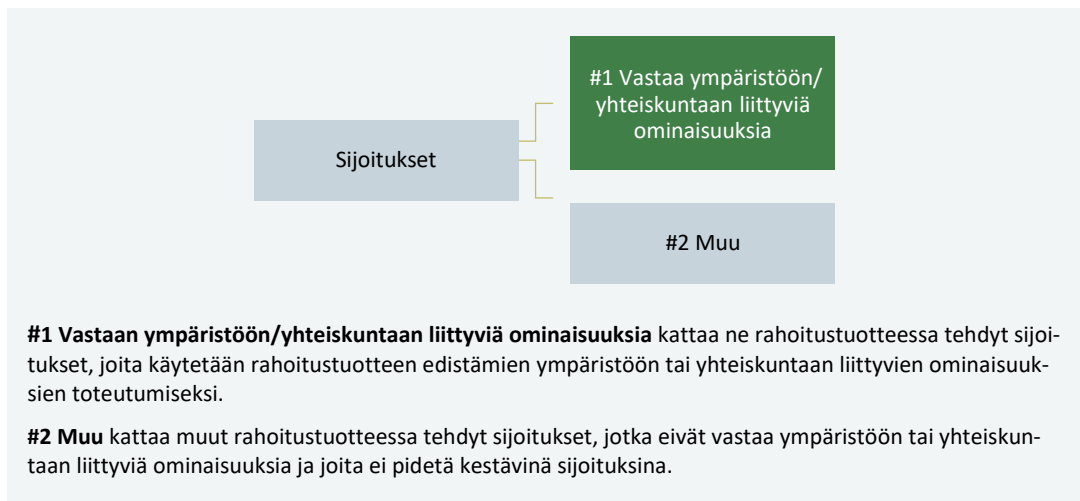 #1 Vastaa ympäristöön/
yhteiskuntaan liittyviä
ominaisuuksia
Sijoitukset
#2 Muu
#1 Vastaan ympäristöön/yhteiskuntaan liittyviä ominaisuuksia kattaa ne rahoitustuotteessa tehdyt sijoi-
tukset, joita käytetään rahoitustuotteen edistämien ympäristöön tai yhteiskuntaan liittyvien ominaisuuk-
sien toteutumiseksi.
#2 Muu kattaa muut rahoitustuotteessa tehdyt sijoitukset, jotka eivät vastaa ympäristöön tai yhteiskun-
taan liittyviä ominaisuuksia ja joita ei pidetä kestävinä sijoituksina.